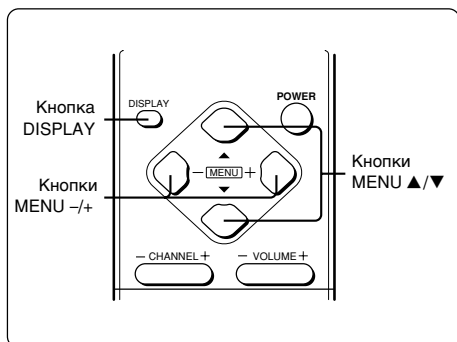 Кнопка
DISPLAY
DISPLAY
POWER
Кнопки
MENU –/+
– MENU +
▲
▼
Кнопки
MENU ▲/▼
– CHANNEL +
– VOLUME +